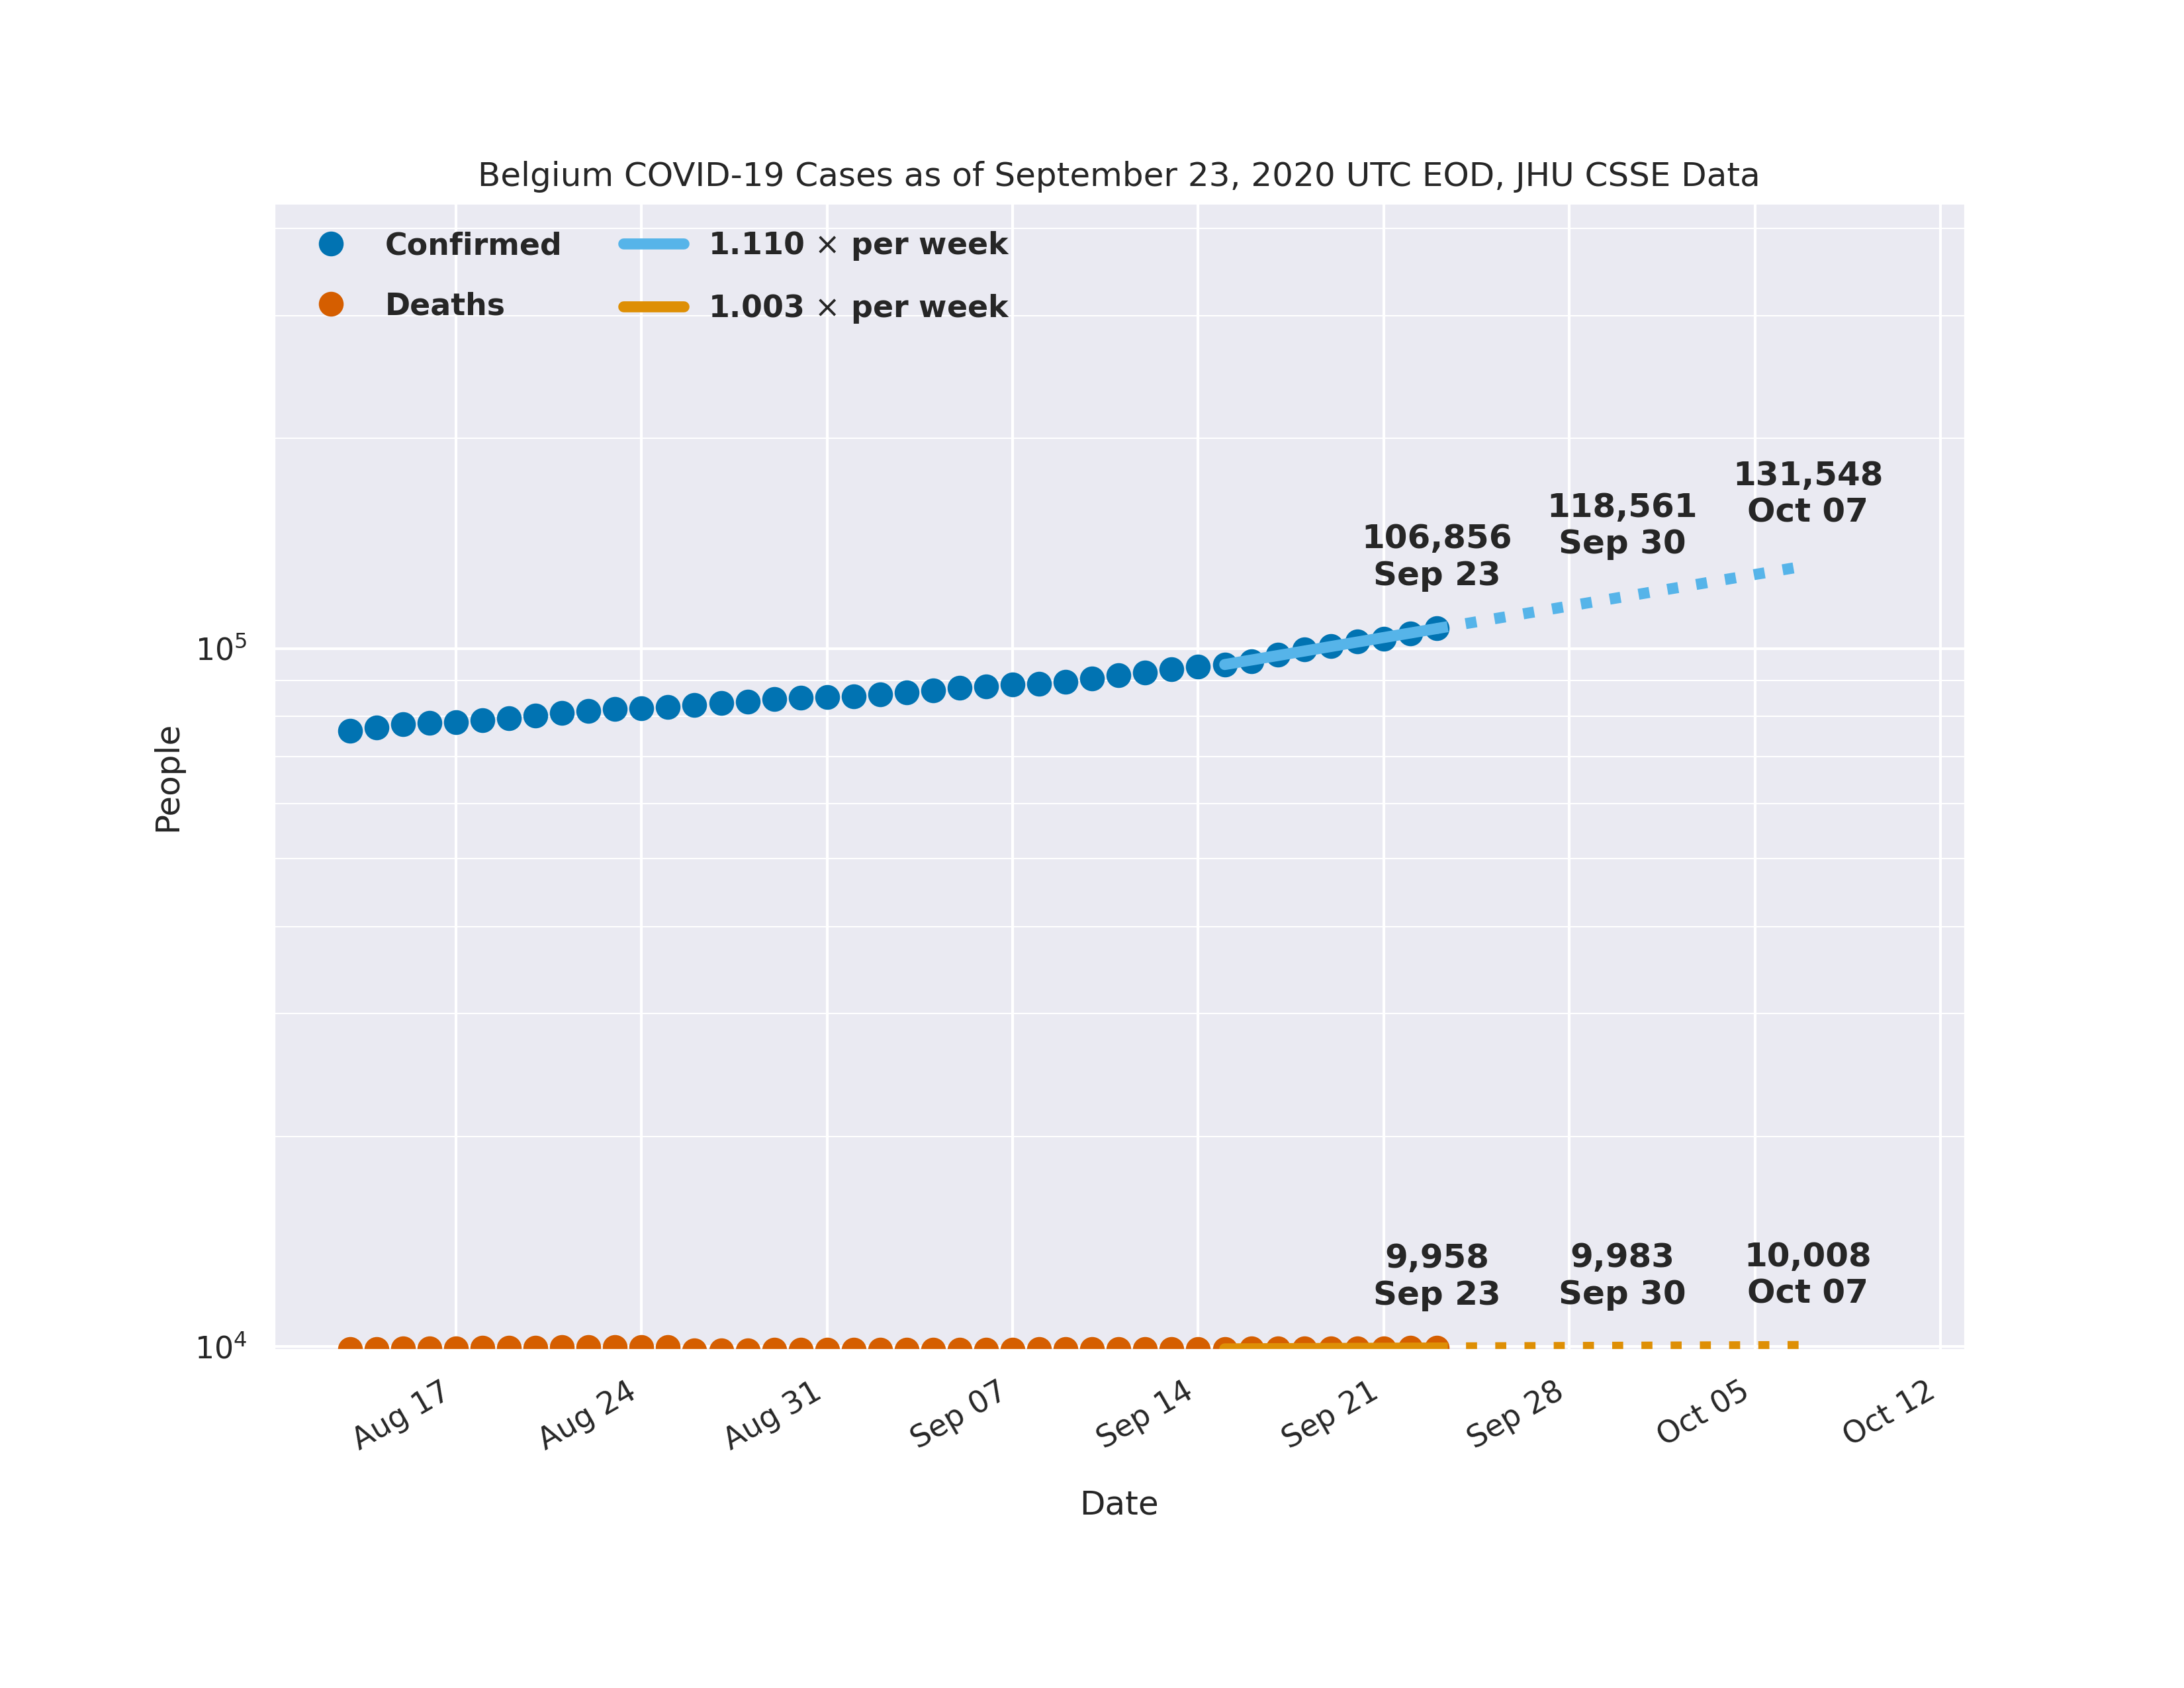 Belgium COVID-19 Cases as of September 23, 2020 UTC EOD, JHU CSSE Data
Confirmed
Deaths
1.110 × per week
1.003 × per week
131,548
Oct 07
118,561
Sep 30
106,856
Sep 23
10⁵
People
9,958
Sep 23
9,983
Sep 30
10,008
Oct 07
10⁴
Aug 17
Aug 24
Aug 31
Sep 07
Sep 14
Sep 21
Sep 28
Oct 05
Oct 12
Date